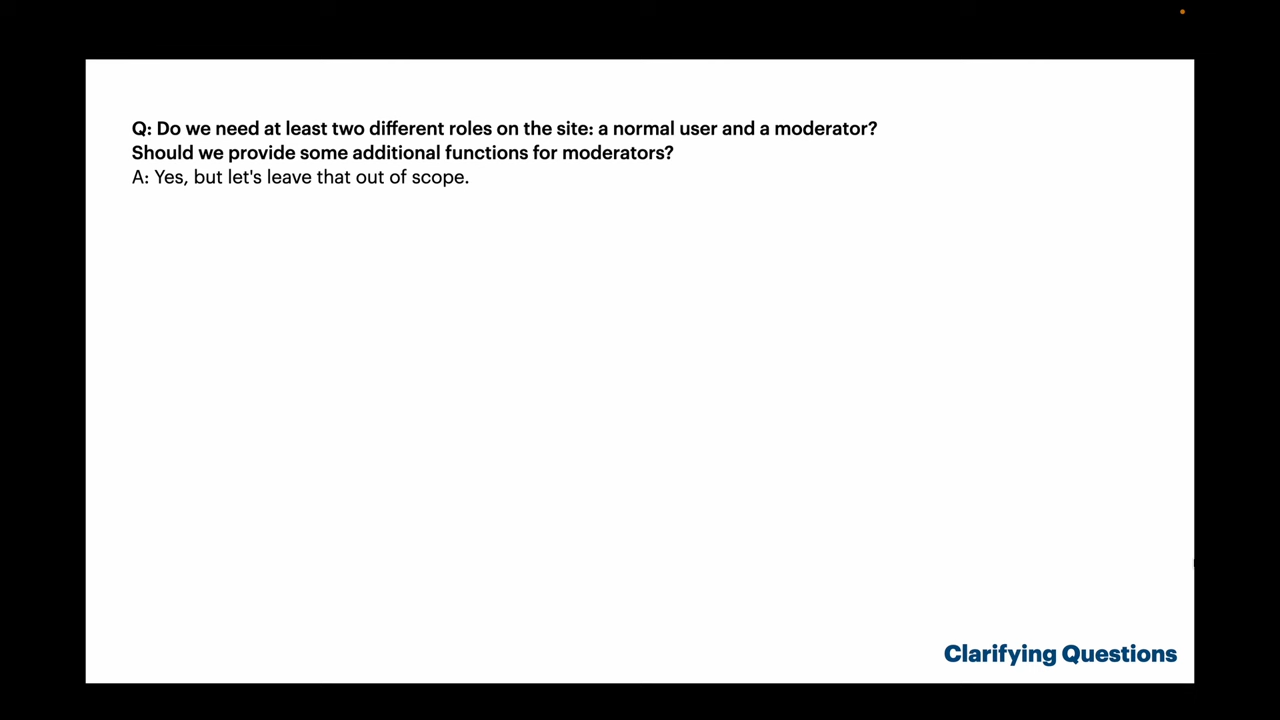 Q: Do we need at least two different roles on the site: a normal user and a moderator?
Should we provide some additional functions for moderators?
A: Yes, but let's leave that out of scope.
Clarifying Questions